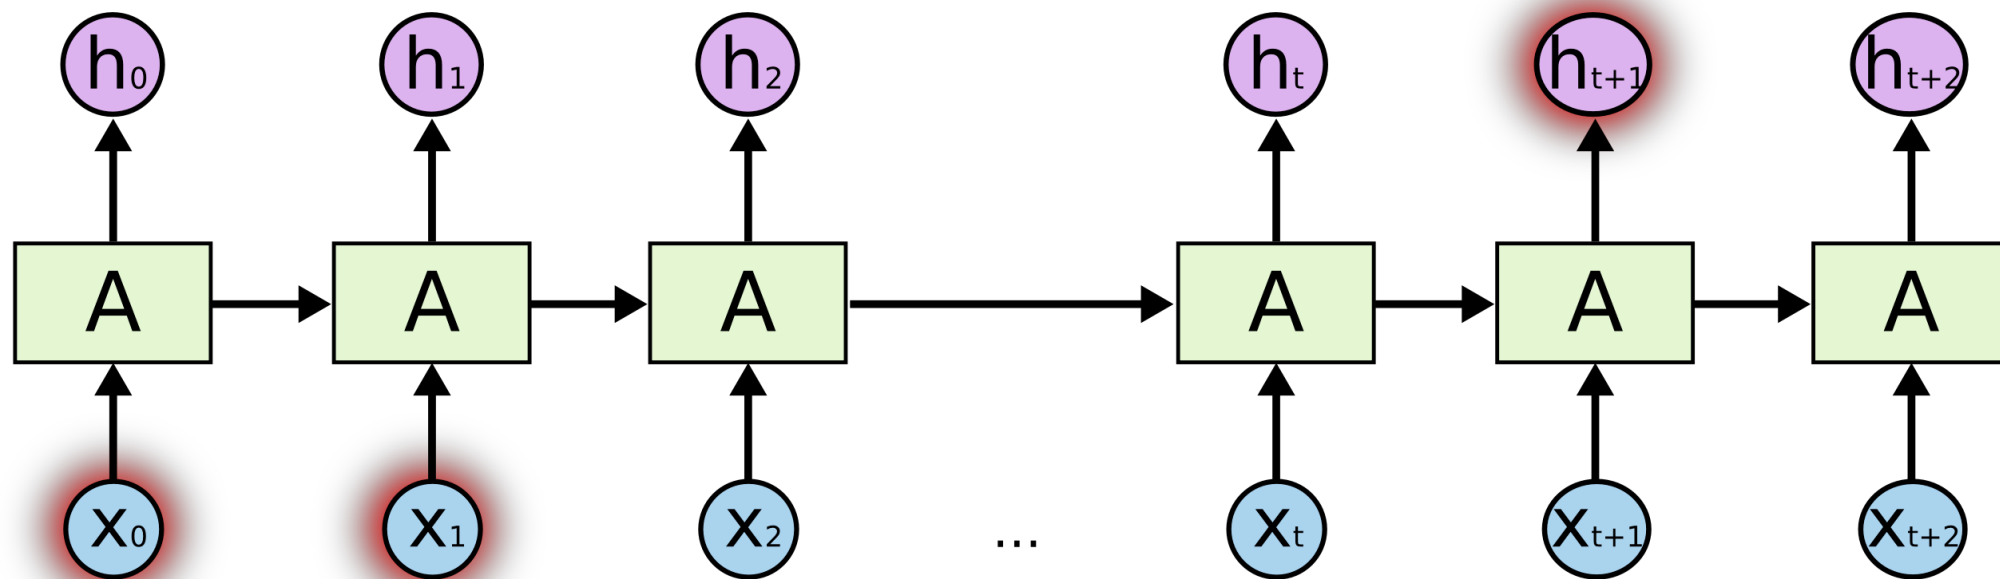 h₀ h₁ h₂ hₜ hₜ₊₁ hₜ₊₂
A A A A A A
x₀ x₁ x₂ ... xₜ xₜ₊₁ xₜ₊₂